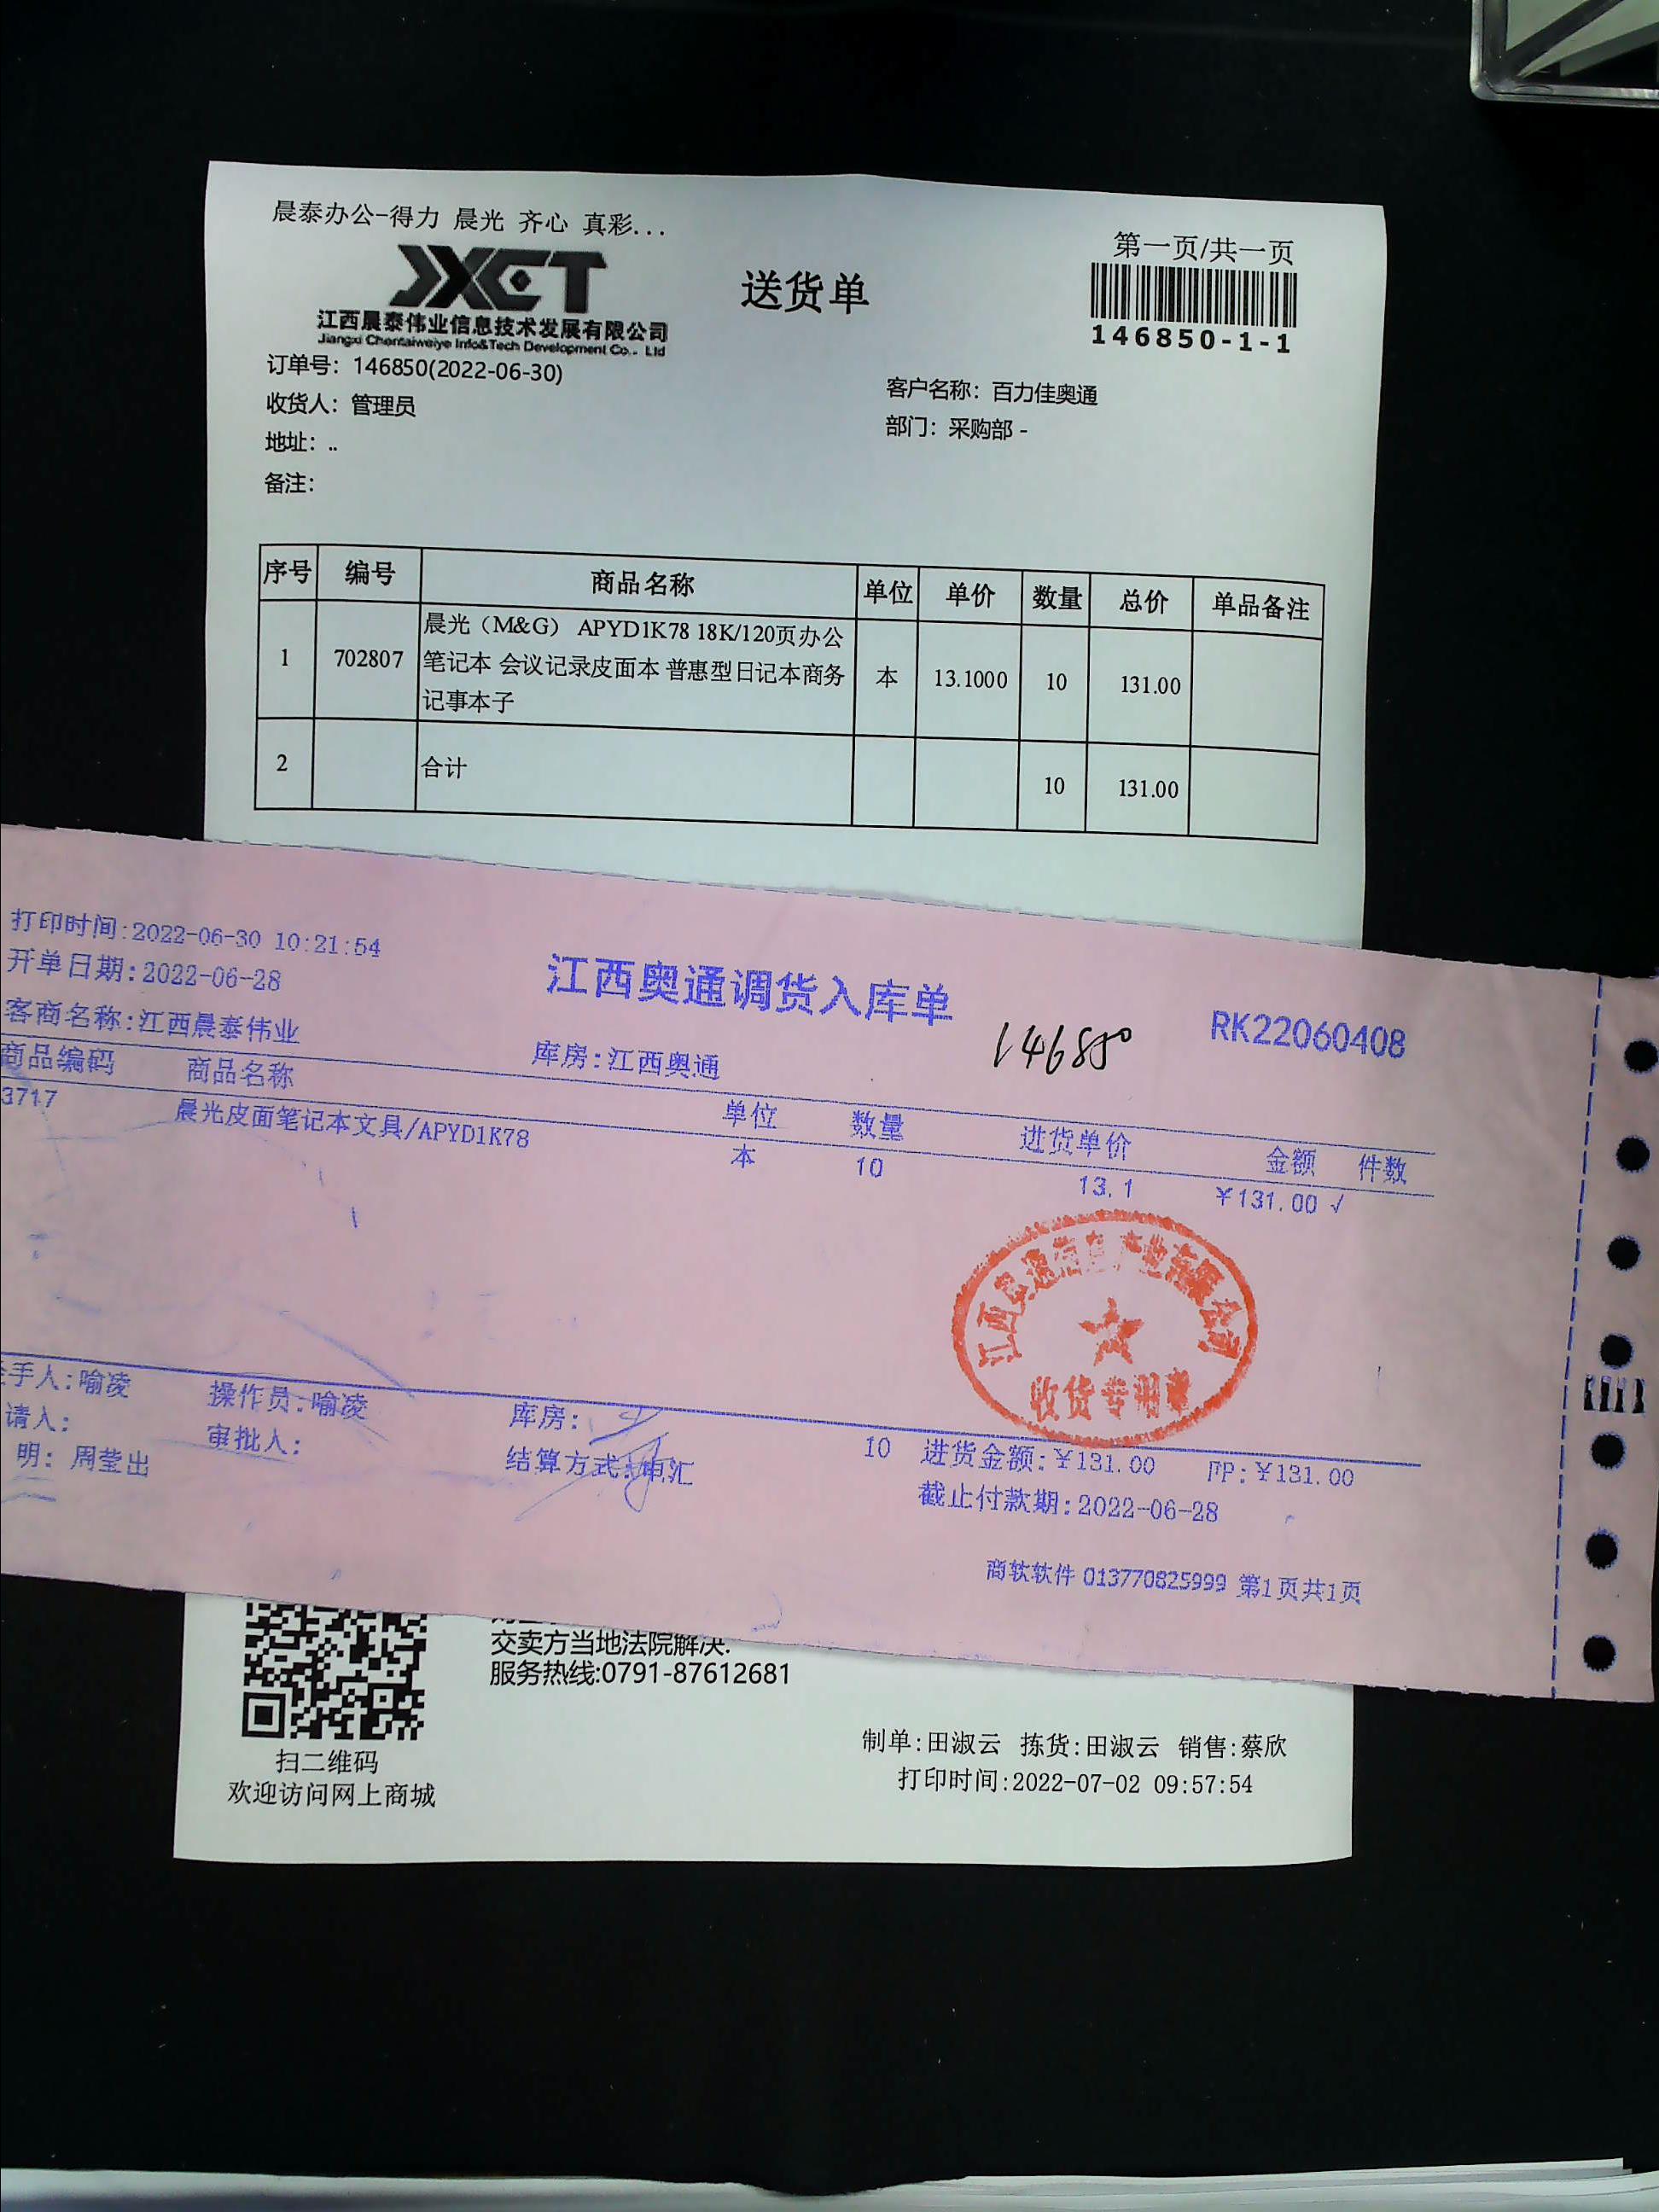 晨泰办公-得力 晨光 齐心 真彩...
JXCT
江西晨泰伟业信息技术发展有限公司
Jiangxi Chentaiweiye Info&Tech Development Co., Ltd
送货单
第一页/共一页
146850-1-1
订单号: 146850(2022-06-30)
客户名称: 百力佳奥通
收货人: 管理员
部门: 采购部 -
地址: ..
备注:
序号 编号 商品名称 单位 单价 数量 总价 单品备注
1 702807 晨光（M&G） APYD1K78 18K/120页办公
笔记本 会议记录皮面本 普惠型日记本商务
记事本子 本 13.1000 10 131.00
2 合计 10 131.00
打印时间:2022-06-30 10:21:54
开单日期:2022-06-28
江西奥通调货入库单
146850
RK22060408
客商名称:江西晨泰伟业
库房:江西奥通
商品编码 商品名称 单位 数量 进货单价 金额 件数
3717 晨光皮面笔记本文具/APYD1K78 本 10 13.1 ¥131.00 √
江西奥通信息产业有限公司
收货专用章
手人:喻凌 操作员:喻凌 库房: 10 进货金额:¥131.00 FP:¥131.00
请人: 审批人: 结算方式:电汇 截止付款期:2022-06-28
明: 周莹出
商软软件 013770825999 第1页共1页
交卖方当地法院解决.
服务热线:0791-87612681
扫二维码
欢迎访问网上商城
制单:田淑云 拣货:田淑云 销售:蔡欣
打印时间:2022-07-02 09:57:54